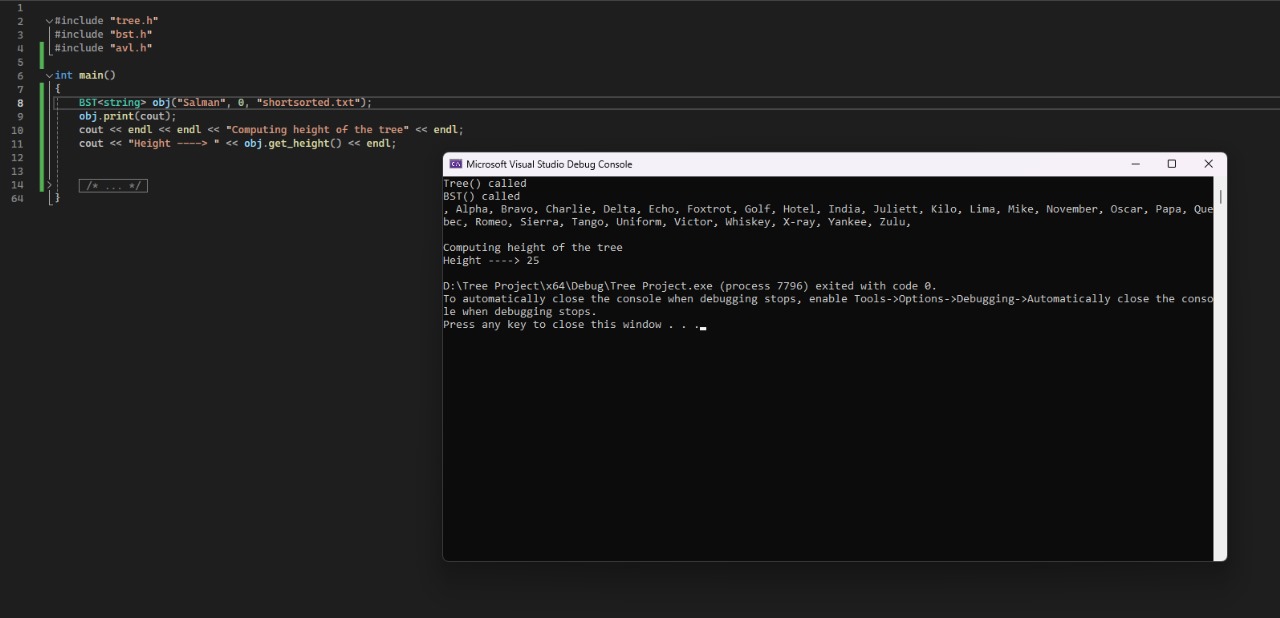 1
2 #include "tree.h"
3 #include "bst.h"
4 #include "avl.h"
5
6 int main()
7 {
8 BST<string> obj("Salman", 0, "shortsorted.txt");
9 obj.print(cout);
10 cout << endl << endl << "Computing height of the tree" << endl;
11 cout << "Height ----> " << obj.get_height() << endl;
12
13
14 /* ... */
64 }
Microsoft Visual Studio Debug Console
Tree() called
BST() called
, Alpha, Bravo, Charlie, Delta, Echo, Foxtrot, Golf, Hotel, India, Juliett, Kilo, Lima, Mike, November, Oscar, Papa, Que
bec, Romeo, Sierra, Tango, Uniform, Victor, Whiskey, X-ray, Yankee, Zulu,
Computing height of the tree
Height ----> 25
D:\Tree Project\x64\Debug\Tree Project.exe (process 7796) exited with code 0.
To automatically close the console when debugging stops, enable Tools->Options->Debugging->Automatically close the conso
le when debugging stops.
Press any key to close this window . . .